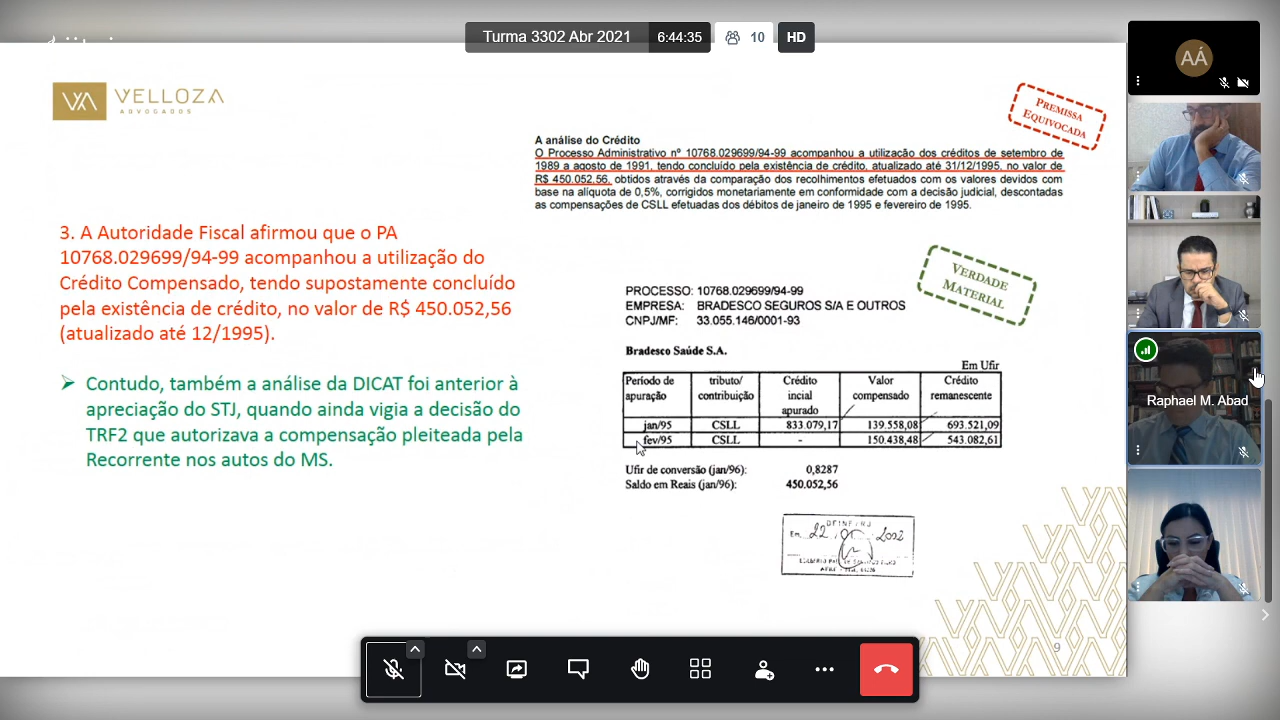 Turma 3302 Abr 2021
6:44:35
10
HD
VELLOZA
ADVOGADOS
PREMISSA
EQUIVOCADA
A análise do Crédito
O Processo Administrativo nº 10768.029699/94-99 acompanhou a utilização dos créditos de setembro de
1989 a agosto de 1991, tendo concluído pela existência de crédito, atualizado até 31/12/1995, no valor de
R$ 450.052,56, obtidos através da comparação dos recolhimentos efetuados com os valores devidos com
base na alíquota de 0,5%, corrigidos monetariamente em conformidade com a decisão judicial, descontadas
as compensações de CSLL efetuadas dos débitos de janeiro de 1995 e fevereiro de 1995.
3. A Autoridade Fiscal afirmou que o PA
10768.029699/94-99 acompanhou a utilização do
Crédito Compensado, tendo supostamente concluído
pela existência de crédito, no valor de R$ 450.052,56
(atualizado até 12/1995).
Contudo, também a análise da DICAT foi anterior à
apreciação do STJ, quando ainda vigia a decisão do
TRF2 que autorizava a compensação pleiteada pela
Recorrente nos autos do MS.
VERDADE
MATERIAL
PROCESSO: 10768.029699/94-99
EMPRESA: BRADESCO SEGUROS S/A E OUTROS
CNPJ/MF: 33.055.146/0001-93
Bradesco Saúde S.A.
Em Ufir
Período de apuração tributo/ contribuição Crédito incial apurado Valor compensado Crédito remanescente
jan/95 CSLL 833.079,17 139.558,08 693.521,09
fev/95 CSLL - 150.438,48 543.082,61
Ufir de conversão (jan/96): 0,8287
Saldo em Reais (jan/96): 450.052,56
Em 22 2002
9
AÁ
Raphael M. Abad